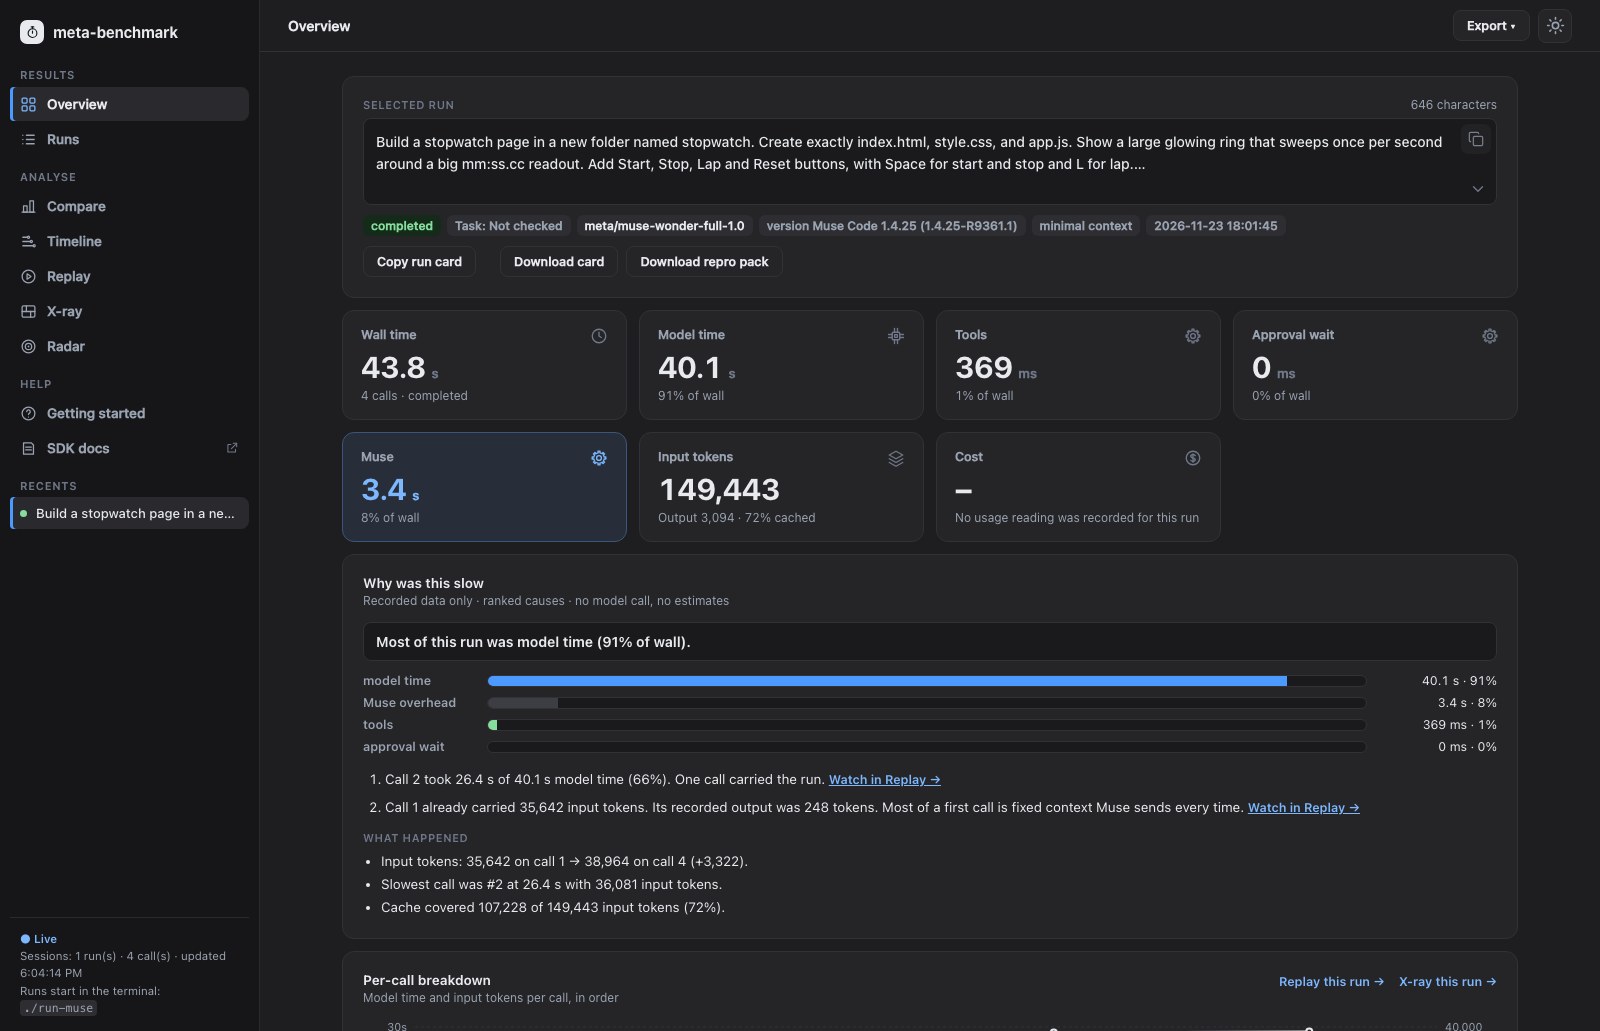 meta-benchmark
RESULTS
Overview
Runs
ANALYSE
Compare
Timeline
Replay
X-ray
Radar
HELP
Getting started
SDK docs
RECENTS
Build a stopwatch page in a ne...
Live
Sessions: 1 run(s) · 4 call(s) · updated
6:04:14 PM
Runs start in the terminal:
./run-muse
Overview
Export ▾
SELECTED RUN
646 characters
Build a stopwatch page in a new folder named stopwatch. Create exactly index.html, style.css, and app.js. Show a large glowing ring that sweeps once per second
around a big mm:ss.cc readout. Add Start, Stop, Lap and Reset buttons, with Space for start and stop and L for lap....
completed
Task: Not checked
meta/muse-wonder-full-1.0
version Muse Code 1.4.25 (1.4.25-R9361.1)
minimal context
2026-11-23 18:01:45
Copy run card
Download card
Download repro pack
Wall time
43.8 s
4 calls · completed
Model time
40.1 s
91% of wall
Tools
369 ms
1% of wall
Approval wait
0 ms
0% of wall
Muse
3.4 s
8% of wall
Input tokens
149,443
Output 3,094 · 72% cached
Cost
–
No usage reading was recorded for this run
Why was this slow
Recorded data only · ranked causes · no model call, no estimates
Most of this run was model time (91% of wall).
model time 40.1 s · 91%
Muse overhead 3.4 s · 8%
tools 369 ms · 1%
approval wait 0 ms · 0%
1. Call 2 took 26.4 s of 40.1 s model time (66%). One call carried the run. Watch in Replay →
2. Call 1 already carried 35,642 input tokens. Its recorded output was 248 tokens. Most of a first call is fixed context Muse sends every time. Watch in Replay →
WHAT HAPPENED
• Input tokens: 35,642 on call 1 → 38,964 on call 4 (+3,322).
• Slowest call was #2 at 26.4 s with 36,081 input tokens.
• Cache covered 107,228 of 149,443 input tokens (72%).
Per-call breakdown
Replay this run →
X-ray this run →
Model time and input tokens per call, in order
30s
40,000